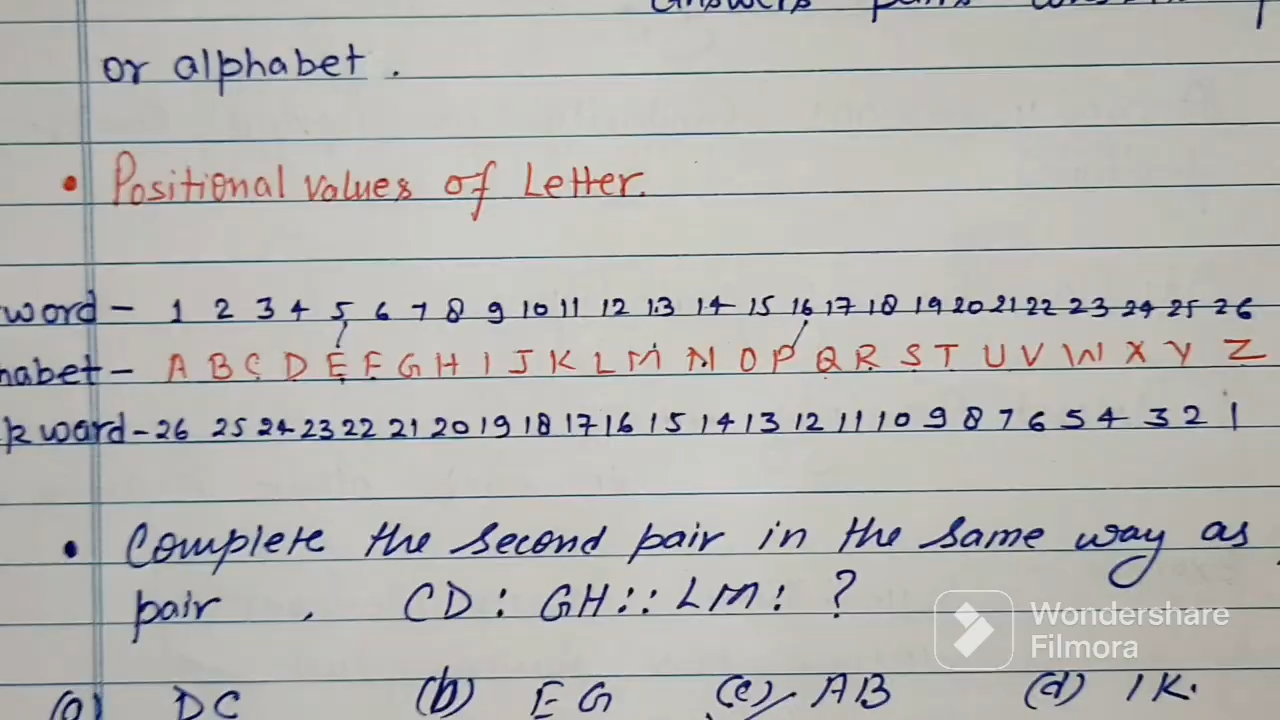 or alphabet.
• Positional values of Letter.
word - 1 2 3 4 5 6 7 8 9 10 11 12 13 14 15 16 17 18 19 20 21 22 23 24 25 26
habet - A B C D E F G H I J K L M N O P Q R S T U V W X Y Z
kward - 26 25 24 23 22 21 20 19 18 17 16 15 14 13 12 11 10 9 8 7 6 5 4 3 2 1
• Complete the second pair in the same way as
pair . CD : GH :: LM : ?
Wondershare
Filmora
(a) DC (b) EG (c) AB (d) IK.